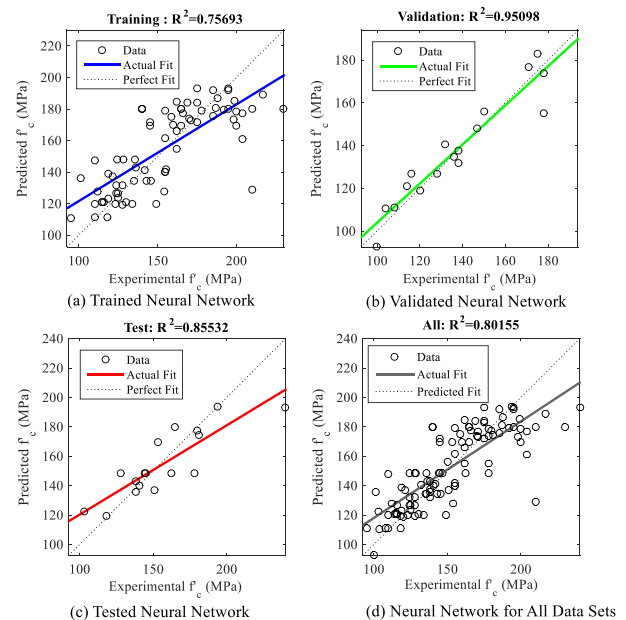 Training : R²=0.75693
Data
Actual Fit
Perfect Fit
Predicted f'c (MPa)
220
200
180
160
140
120
100
100
150
200
Experimental f'c (MPa)
(a) Trained Neural Network
Validation: R²=0.95098
Data
Actual Fit
Perfect Fit
Predicted f'c (MPa)
180
160
140
120
100
100
120
140
160
180
Experimental f'c (MPa)
(b) Validated Neural Network
Test: R²=0.85532
Data
Actual Fit
Perfect Fit
Predicted f'c (MPa)
240
220
200
180
160
140
120
100
100
150
200
Experimental f'c (MPa)
(c) Tested Neural Network
All: R²=0.80155
Data
Actual Fit
Predicted Fit
Predicted f'c (MPa)
240
220
200
180
160
140
120
100
100
150
200
Experimental f'c (MPa)
(d) Neural Network for All Data Sets